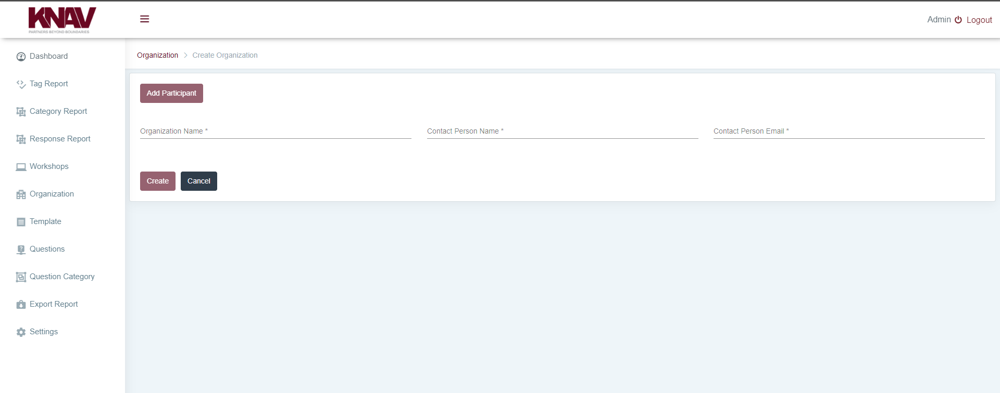 KNAV
PARTNERS BEYOND BOUNDARIES
Admin Logout
Dashboard
Tag Report
Category Report
Response Report
Workshops
Organization
Template
Questions
Question Category
Export Report
Settings
Organization > Create Organization
Add Participant
Organization Name * Contact Person Name * Contact Person Email *
Create Cancel